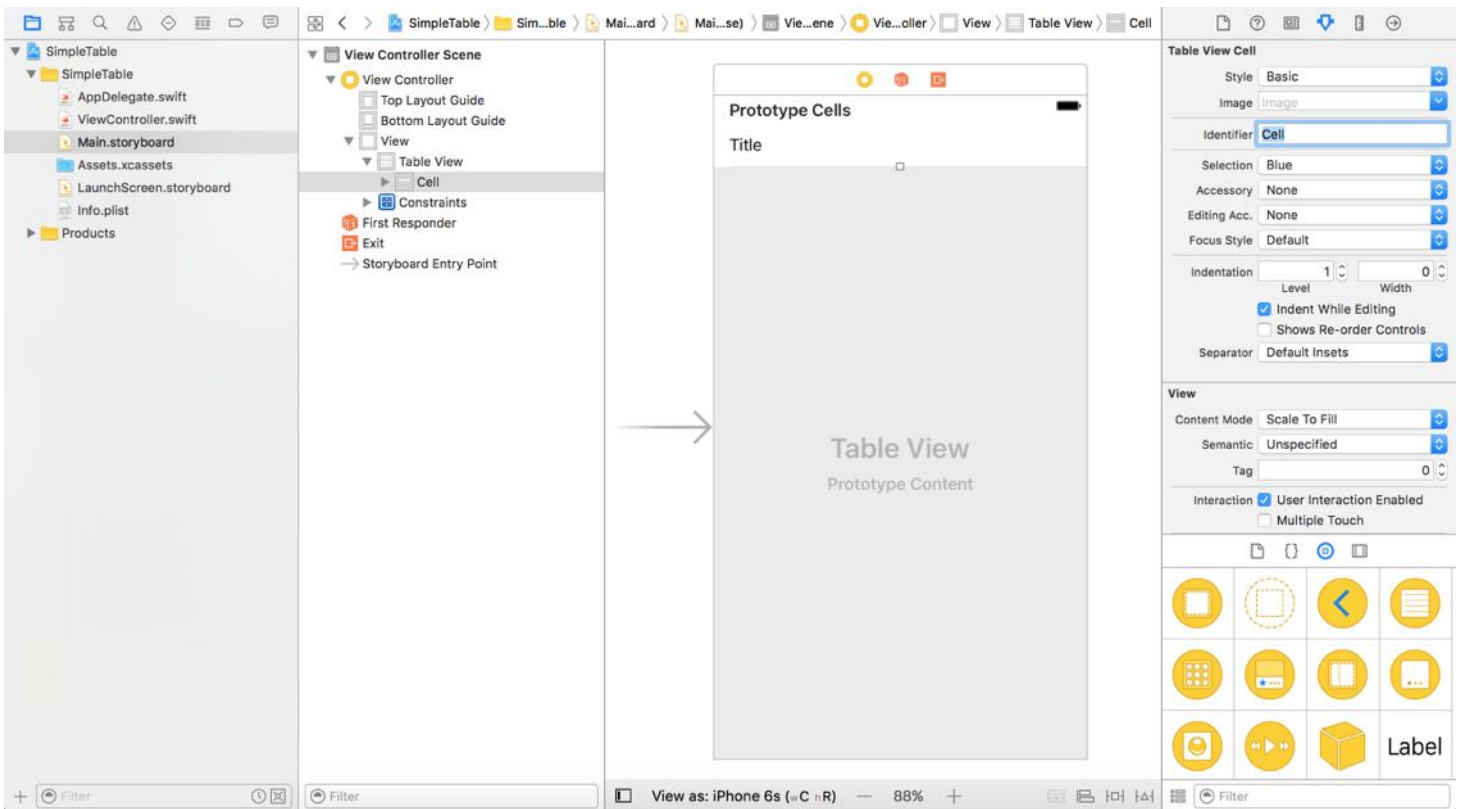 SimpleTable 〉 Sim...ble 〉 Mai...ard 〉 Mai...se) 〉 Vie...ene 〉 Vie...oller 〉 View 〉 Table View 〉 Cell
SimpleTable
SimpleTable
AppDelegate.swift
ViewController.swift
Main.storyboard
Assets.xcassets
LaunchScreen.storyboard
Info.plist
Products
Filter
View Controller Scene
View Controller
Top Layout Guide
Bottom Layout Guide
View
Table View
Cell
Constraints
First Responder
Exit
Storyboard Entry Point
Filter
Prototype Cells
Title
Table View
Prototype Content
View as: iPhone 6s (wC hR) — 88% +
Table View Cell
Style Basic
Image Image
Identifier Cell
Selection Blue
Accessory None
Editing Acc. None
Focus Style Default
Indentation 1 0
Level Width
Indent While Editing
Shows Re-order Controls
Separator Default Insets
View
Content Mode Scale To Fill
Semantic Unspecified
Tag 0
Interaction User Interaction Enabled
Multiple Touch
Label
Filter